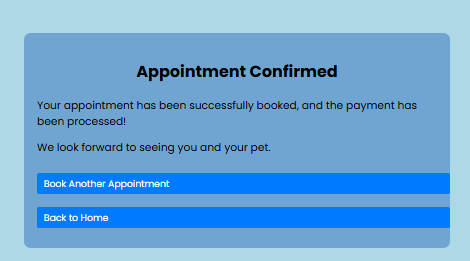 Appointment Confirmed
Your appointment has been successfully booked, and the payment has
been processed!
We look forward to seeing you and your pet.
Book Another Appointment
Back to Home